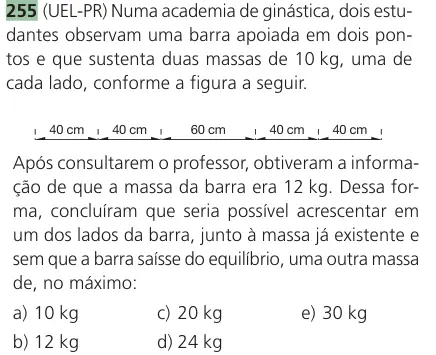 255 (UEL-PR) Numa academia de ginástica, dois estu-
dantes observam uma barra apoiada em dois pon-
tos e que sustenta duas massas de 10 kg, uma de
cada lado, conforme a figura a seguir.
40 cm 40 cm 60 cm 40 cm 40 cm
Após consultarem o professor, obtiveram a informa-
ção de que a massa da barra era 12 kg. Dessa for-
ma, concluíram que seria possível acrescentar em
um dos lados da barra, junto à massa já existente e
sem que a barra saísse do equilíbrio, uma outra massa
de, no máximo:
a) 10 kg c) 20 kg e) 30 kg
b) 12 kg d) 24 kg